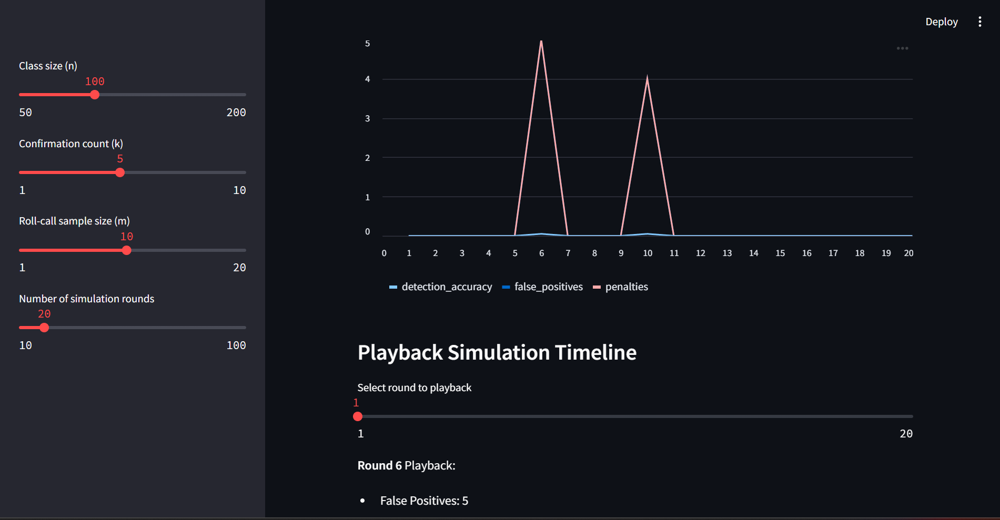 Deploy
Class size (n)
100
50 200
Confirmation count (k)
5
1 10
Roll-call sample size (m)
10
1 20
Number of simulation rounds
20
10 100
5
4
3
2
1
0
0 1 2 3 4 5 6 7 8 9 10 11 12 13 14 15 16 17 18 19 20
detection_accuracy false_positives penalties
Playback Simulation Timeline
Select round to playback
1
1 20
Round 6 Playback:
• False Positives: 5